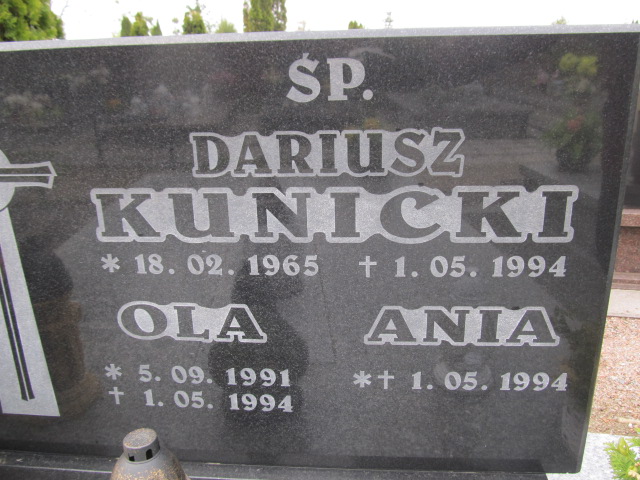 ŚP.
DARIUSZ
KUNICKI
* 18. 02. 1965 † 1. 05. 1994
OLA ANIA
* 5. 09. 1991
† 1. 05. 1994
*† 1. 05. 1994